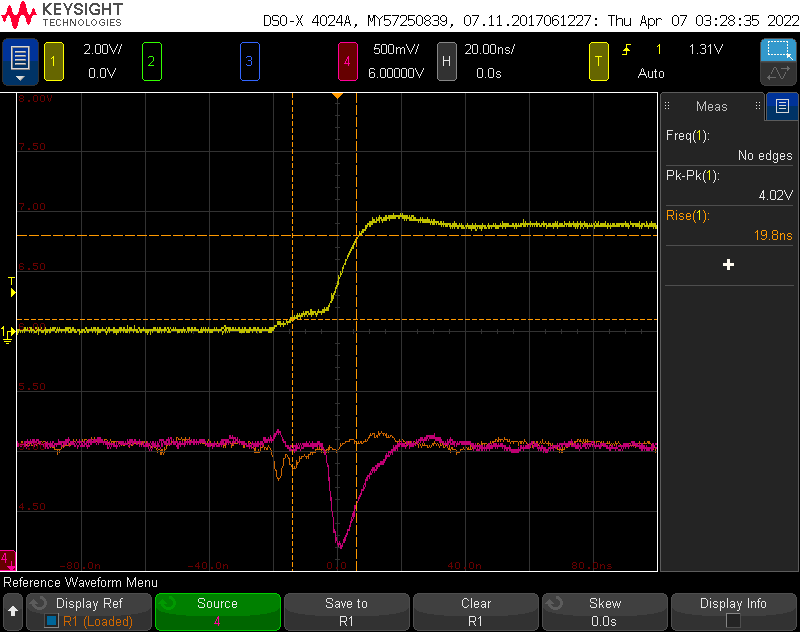 KEYSIGHT
TECHNOLOGIES
DSO-X 4024A, MY57250839, 07.11.2017061227: Thu Apr 07 03:28:35 2022
1
2.00V/
0.0V
2
3
4
500mV/
6.00000V
H
20.00ns/
0.0s
T
1
1.31V
Auto
8.00V
7.50
7.00
6.50
5.50
4.50
T
1
4
-80.0n
-40.0n
0.0
40.0n
80.0ns
Meas
Freq(1):
No edges
Pk-Pk(1):
4.02V
Rise(1):
19.8ns
Reference Waveform Menu
Display Ref
R1 (Loaded)
Source
4
Save to
R1
Clear
R1
Skew
0.0s
Display Info